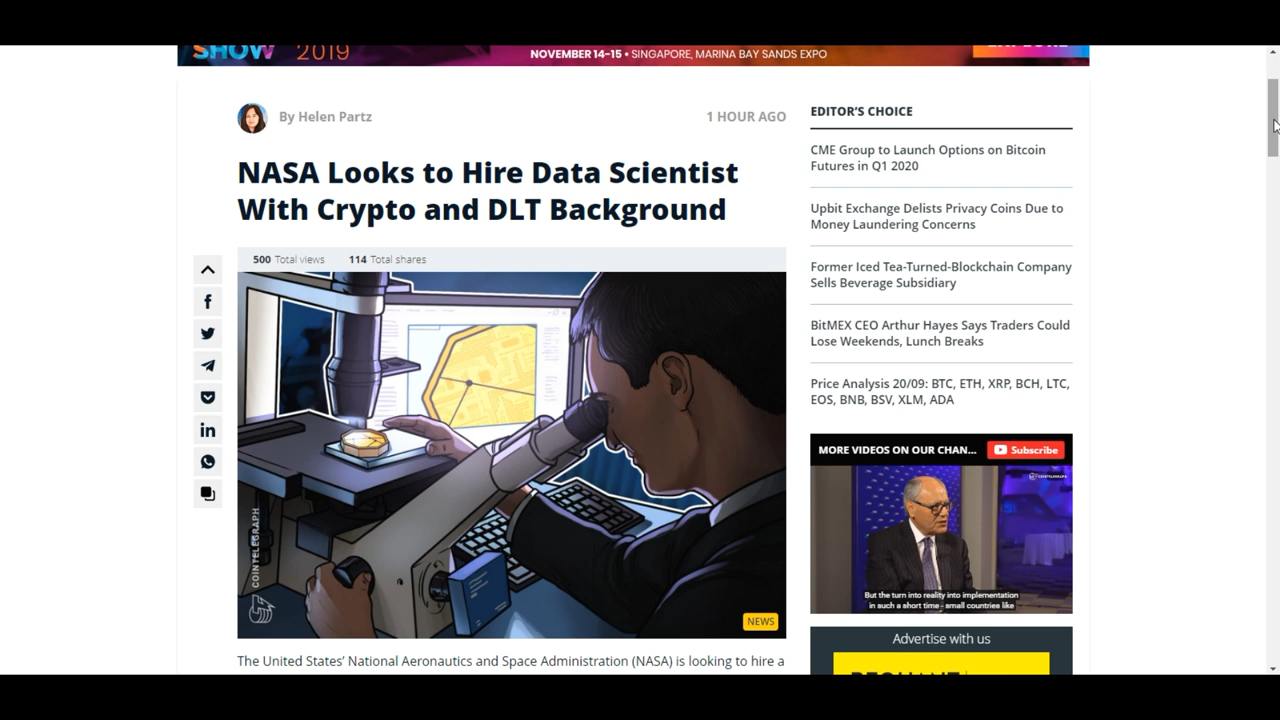 SHOW 2019
NOVEMBER 14-15 • SINGAPORE, MARINA BAY SANDS EXPO
EXPLORE
By Helen Partz
1 HOUR AGO
NASA Looks to Hire Data Scientist
With Crypto and DLT Background
500 Total views 114 Total shares
COINTELEGRAPH
NEWS
The United States’ National Aeronautics and Space Administration (NASA) is looking to hire a
EDITOR’S CHOICE
CME Group to Launch Options on Bitcoin
Futures in Q1 2020
Upbit Exchange Delists Privacy Coins Due to
Money Laundering Concerns
Former Iced Tea-Turned-Blockchain Company
Sells Beverage Subsidiary
BitMEX CEO Arthur Hayes Says Traders Could
Lose Weekends, Lunch Breaks
Price Analysis 20/09: BTC, ETH, XRP, BCH, LTC,
EOS, BNB, BSV, XLM, ADA
MORE VIDEOS ON OUR CHAN...
Subscribe
COINTELEGRAPH
But the turn into reality into implementation
in such a short time - small countries like
Advertise with us